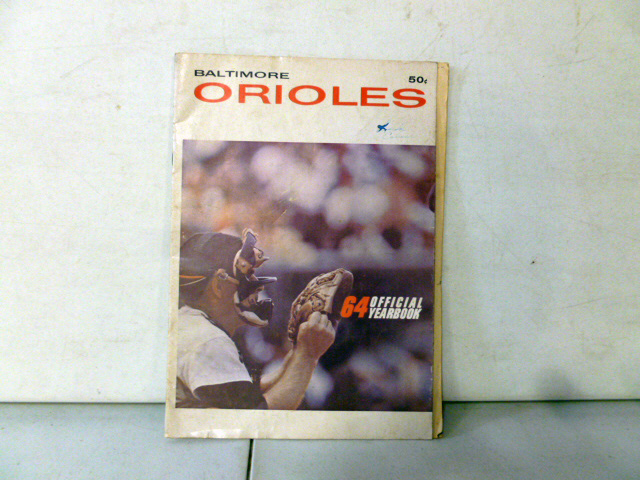 BALTIMORE 50¢
ORIOLES
64 OFFICIAL
YEARBOOK